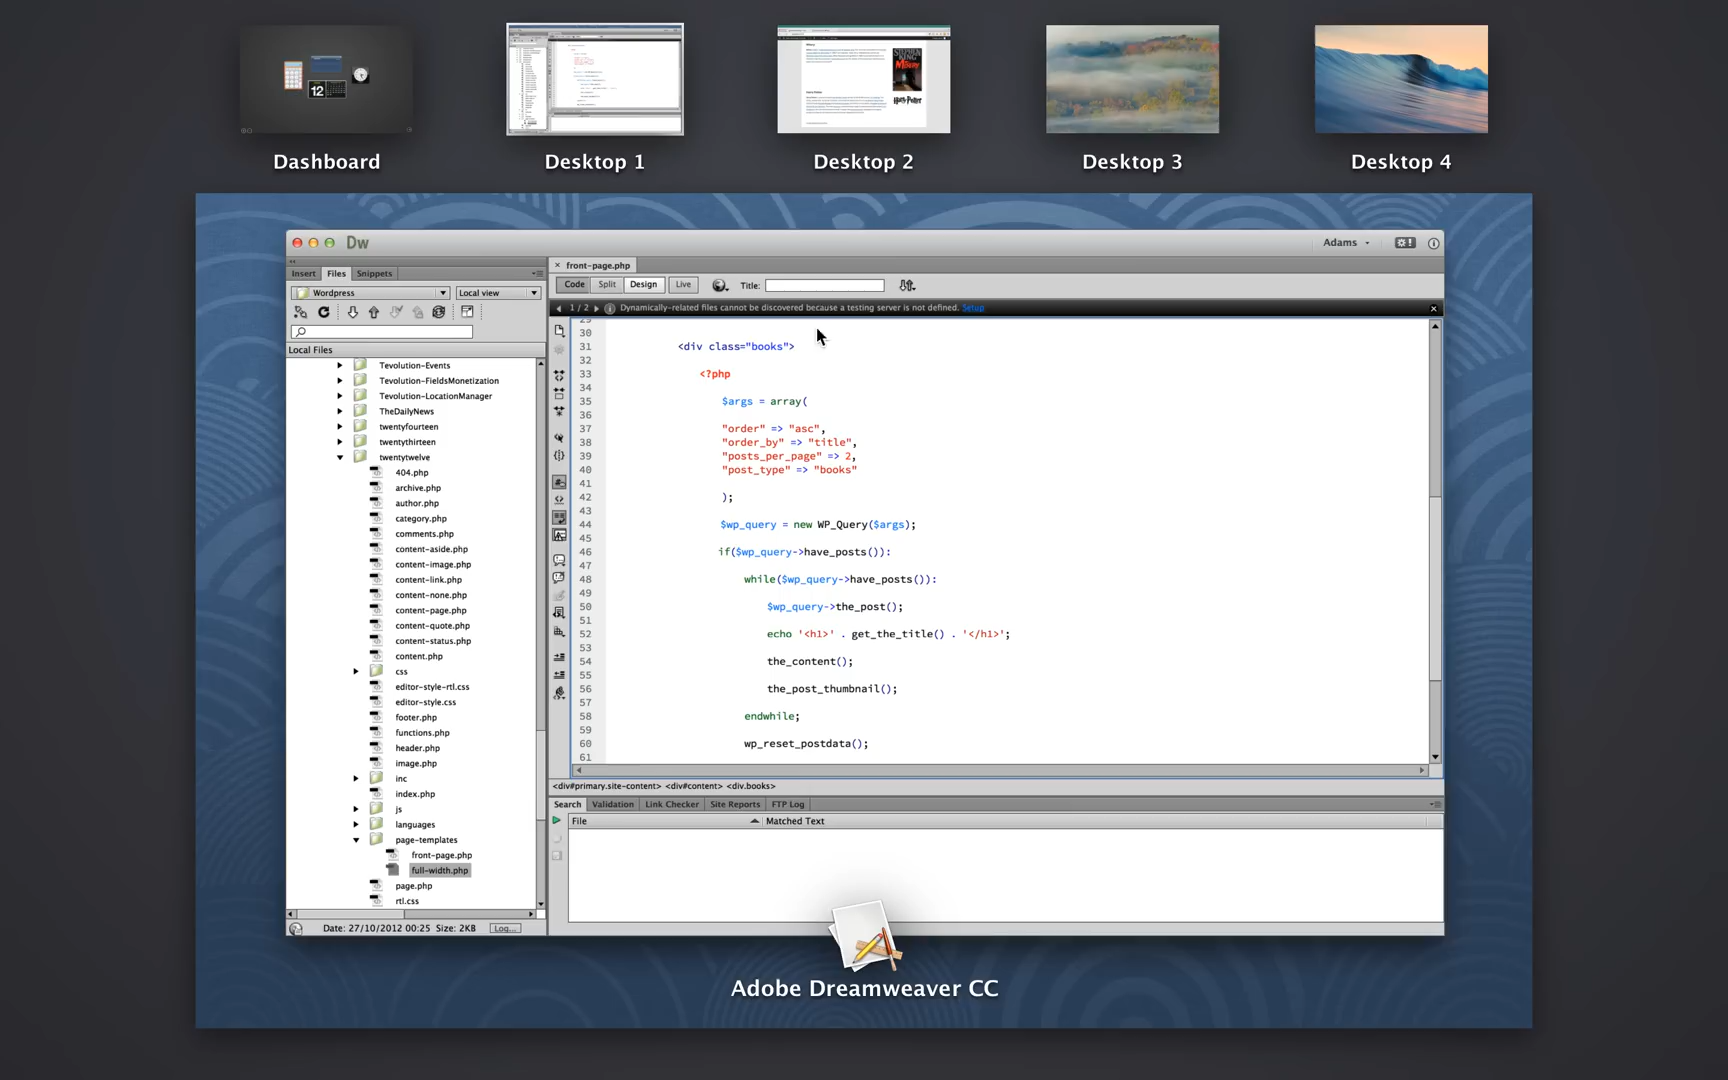 12
STEPHEN KING
Misery
Harry Potter
Dashboard
Desktop 1
Desktop 2
Desktop 3
Desktop 4
Dw
Adams
Insert Files Snippets
front-page.php
Wordpress Local view
Code Split Design Live Title:
1 / 2 Dynamically-related files cannot be discovered because a testing server is not defined. Setup
Local Files
Tevolution-Events
Tevolution-FieldsMonetization
Tevolution-LocationManager
TheDailyNews
twentyfourteen
twentythirteen
twentytwelve
404.php
archive.php
author.php
category.php
comments.php
content-aside.php
content-image.php
content-link.php
content-none.php
content-page.php
content-quote.php
content-status.php
content.php
css
editor-style-rtl.css
editor-style.css
footer.php
functions.php
header.php
image.php
inc
index.php
js
languages
page-templates
front-page.php
full-width.php
page.php
rtl.css
Date: 27/10/2012 00:25 Size: 2KB Log...
29
30
31 <div class="books">
32
33 <?php
34
35 $args = array(
36
37 "order" => "asc",
38 "order_by" => "title",
39 "posts_per_page" => 2,
40 "post_type" => "books"
41
42 );
43
44 $wp_query = new WP_Query($args);
45
46 if($wp_query->have_posts()):
47
48 while($wp_query->have_posts()):
49
50 $wp_query->the_post();
51
52 echo '<h1>' . get_the_title() . '</h1>';
53
54 the_content();
55
56 the_post_thumbnail();
57
58 endwhile;
59
60 wp_reset_postdata();
61
<div#primary.site-content> <div#content> <div.books>
Search Validation Link Checker Site Reports FTP Log
File Matched Text
Adobe Dreamweaver CC